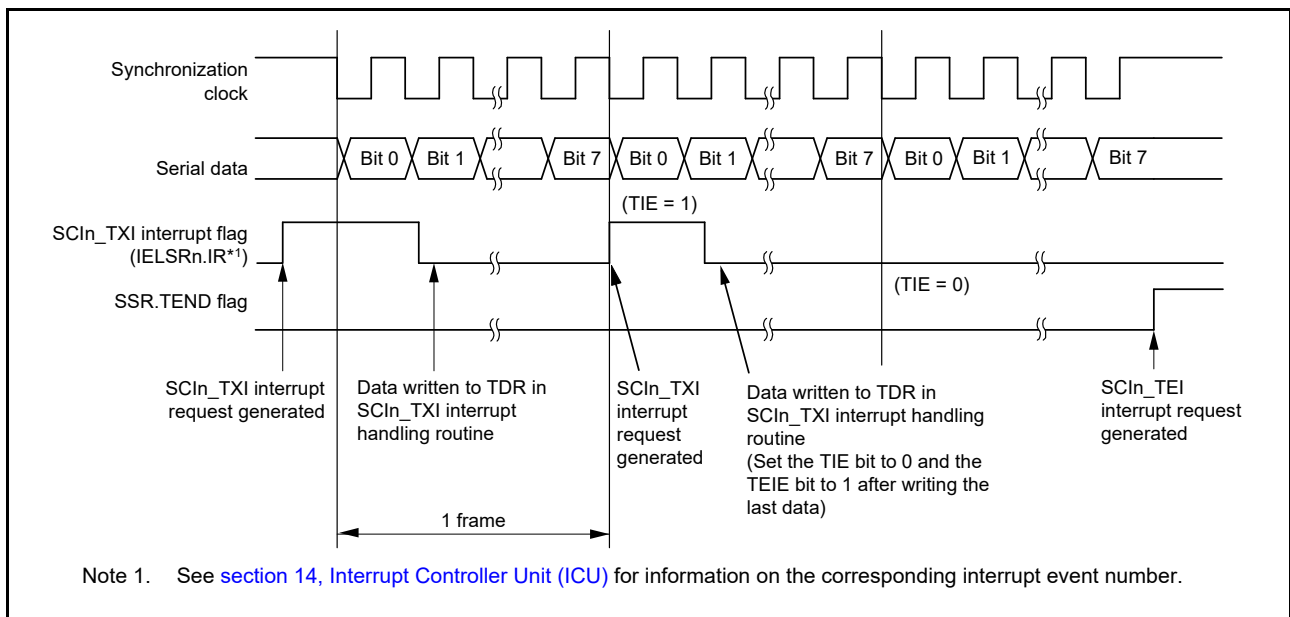 Synchronization
clock
Serial data
Bit 0 Bit 1 Bit 7 Bit 0 Bit 1 Bit 7 Bit 0 Bit 1 Bit 7
(TIE = 1)
SCIn_TXI interrupt flag
(IELSRn.IR*1)
(TIE = 0)
SSR.TEND flag
SCIn_TXI interrupt
request generated
Data written to TDR in
SCIn_TXI interrupt
handling routine
SCIn_TXI
interrupt
request
generated
Data written to TDR in
SCIn_TXI interrupt handling
routine
(Set the TIE bit to 0 and the
TEIE bit to 1 after writing the
last data)
SCIn_TEI
interrupt request
generated
1 frame
Note 1. See section 14, Interrupt Controller Unit (ICU) for information on the corresponding interrupt event number.